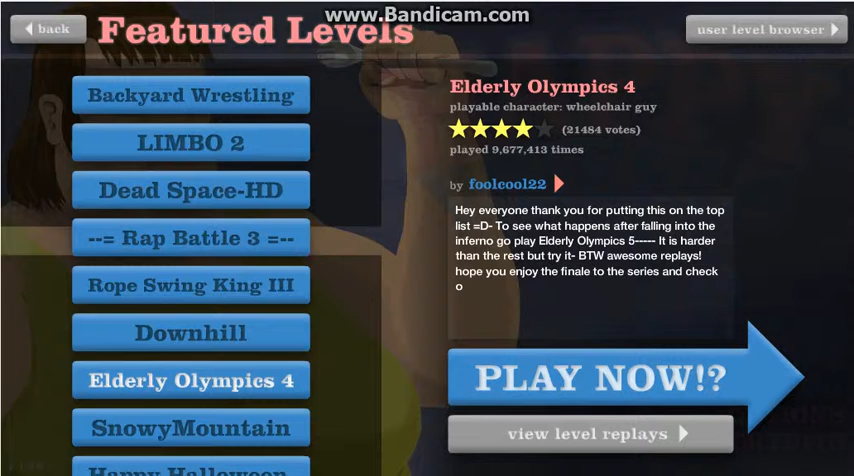 www.Bandicam.com
back
Featured Levels
user level browser
Backyard Wrestling
LIMBO 2
Dead Space-HD
--= Rap Battle 3 =--
Rope Swing King III
Downhill
Elderly Olympics 4
SnowyMountain
Happy Halloween
Elderly Olympics 4
playable character: wheelchair guy
(21484 votes)
played 9,677,413 times
by foolcool22
Hey everyone thank you for putting this on the top
list =D- To see what happens after falling into the
inferno go play Elderly Olympics 5----- It is harder
than the rest but try it- BTW awesome replays!
hope you enjoy the finale to the series and check
o
PLAY NOW!?
view level replays